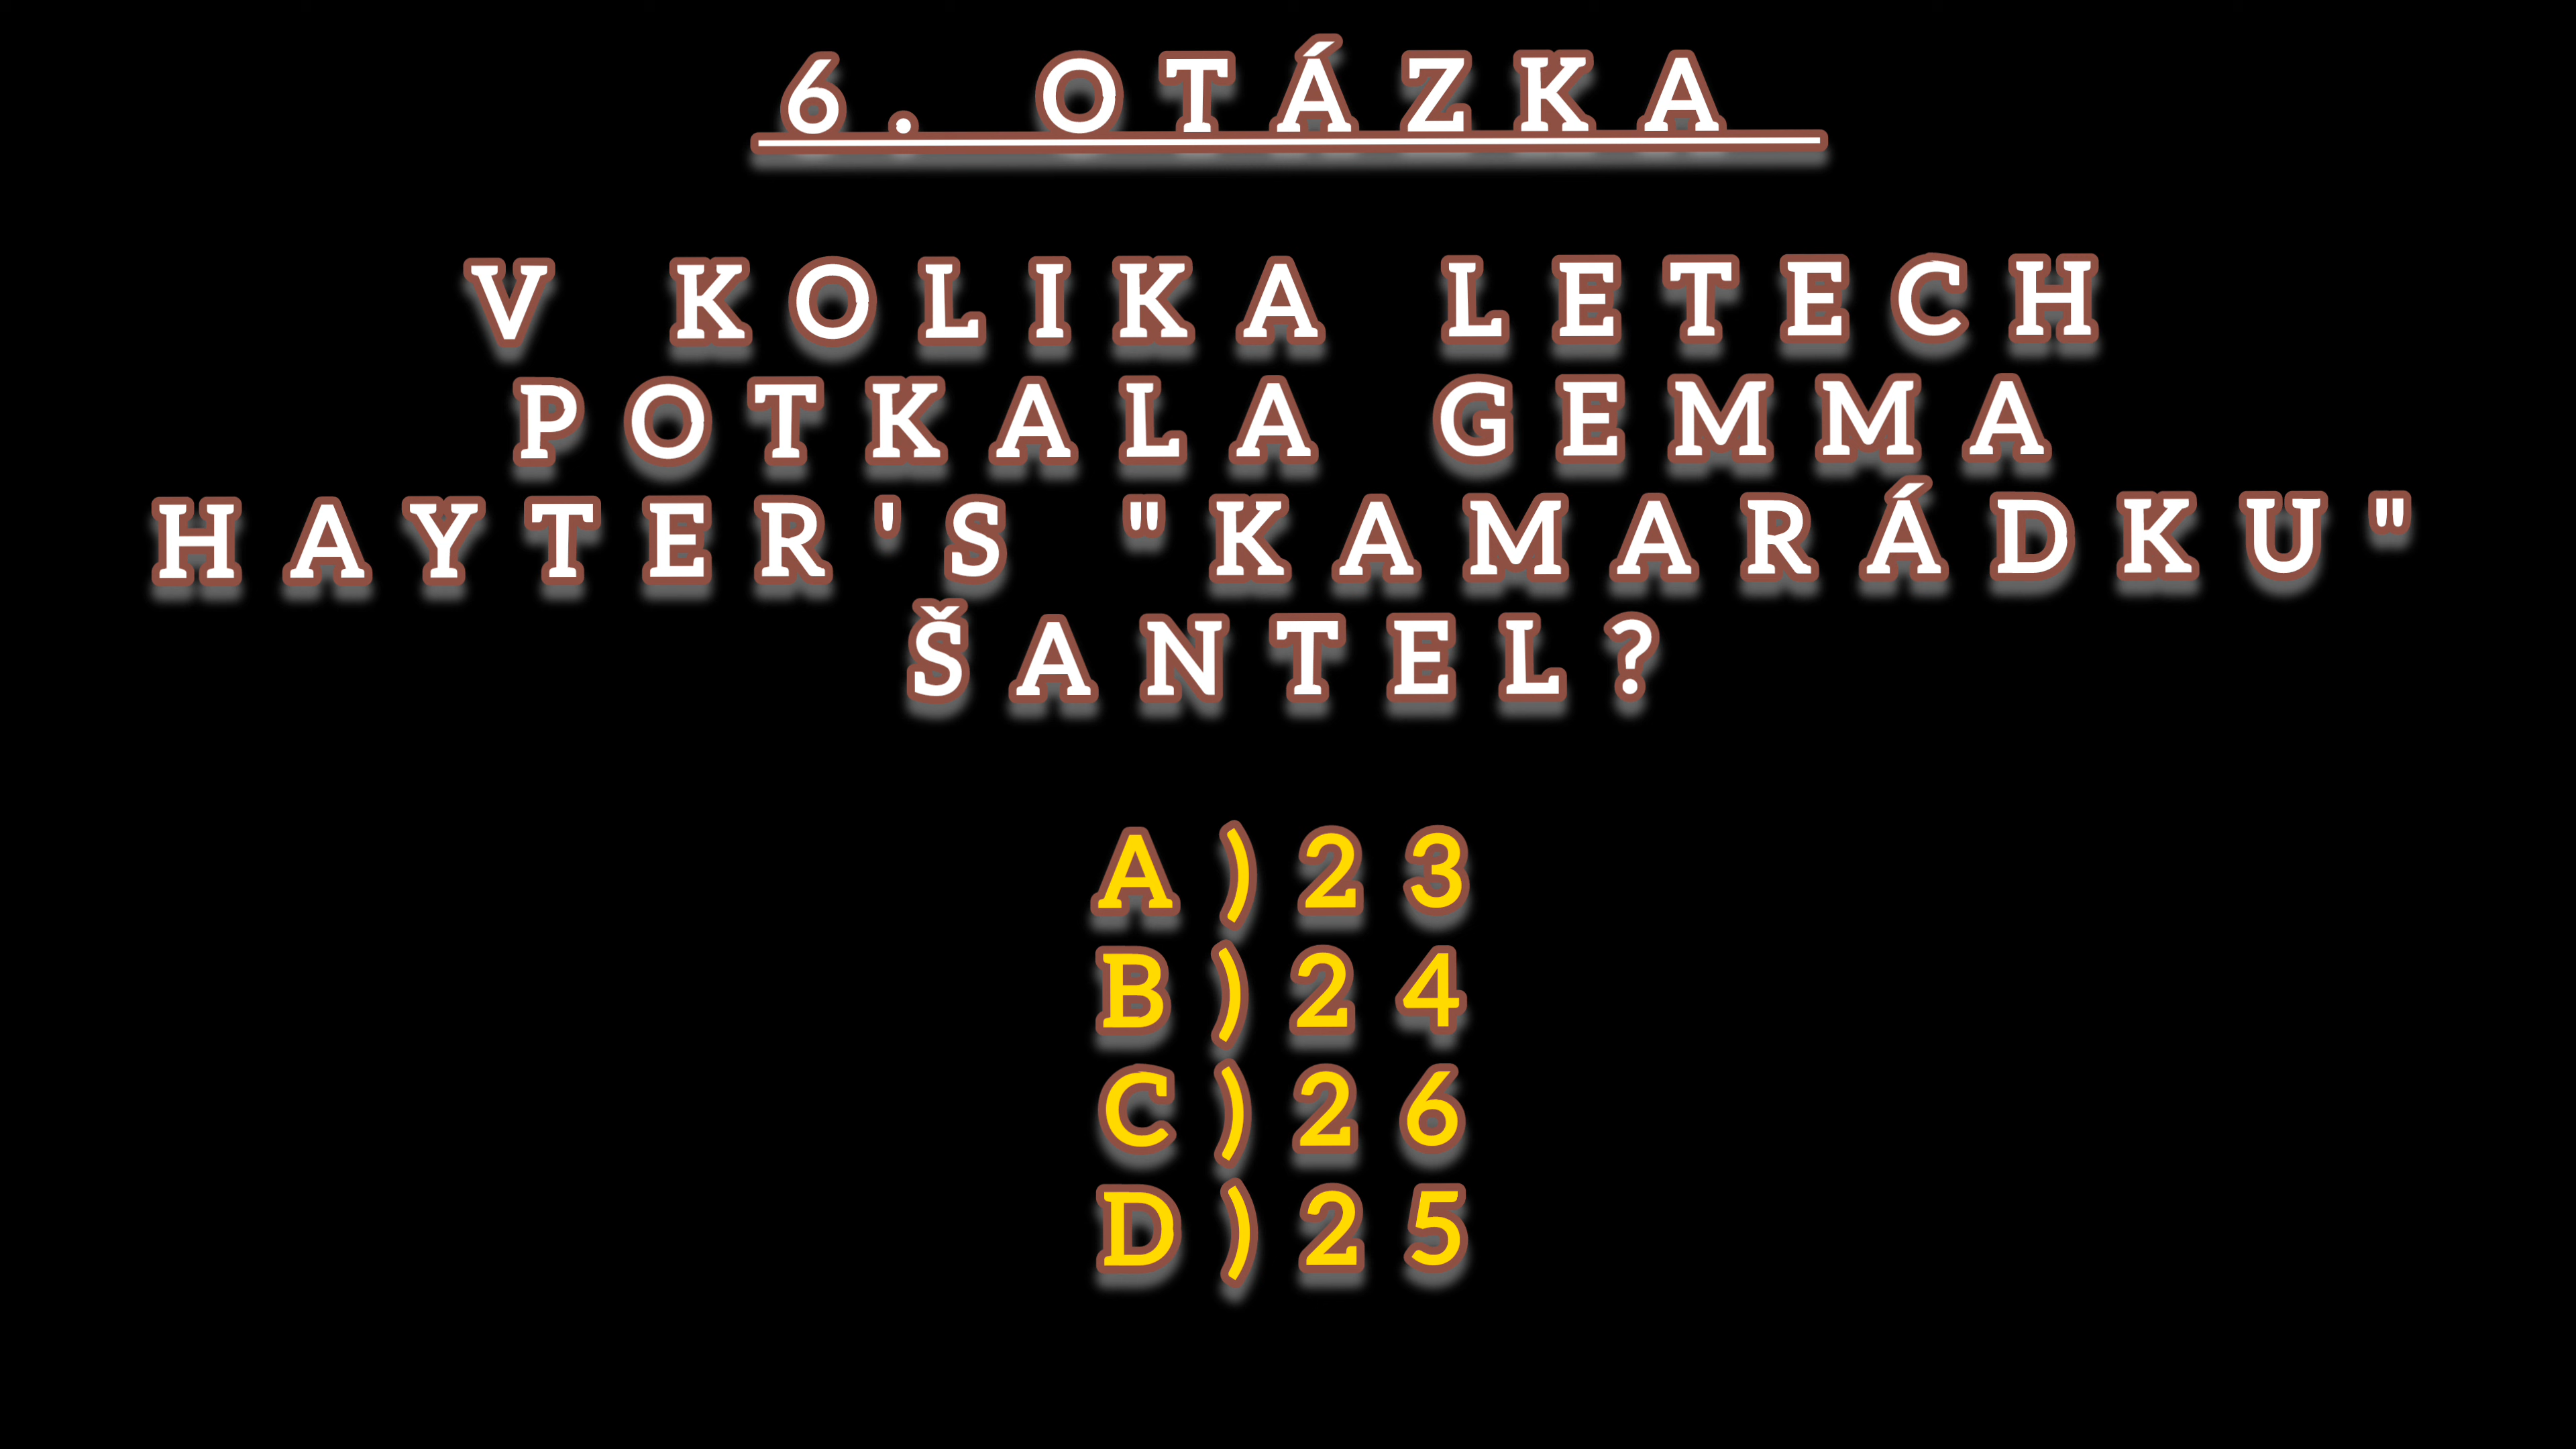 6. OTÁZKA
V KOLIKA LETECH
POTKALA GEMMA
HAYTER'S "KAMARÁDKU"
ŠANTEL?
A)23
B)24
C)26
D)25